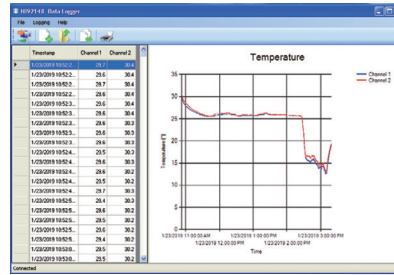 HI92140 Data Logger
File Logging Help
Timestamp Channel 1 Channel 2
1/23/2019 10:52:2... 29.7 30.4
1/23/2019 10:52:2... 29.6 30.4
1/23/2019 10:52:2... 29.7 30.4
1/23/2019 10:52:2... 29.6 30.4
1/23/2019 10:52:3... 29.6 30.4
1/23/2019 10:52:3... 29.6 30.3
1/23/2019 10:52:3... 29.6 30.3
1/23/2019 10:52:3... 29.5 30.3
1/23/2019 10:52:3... 29.6 30.3
1/23/2019 10:52:4... 29.6 30.3
1/23/2019 10:52:4... 29.6 30.2
1/23/2019 10:52:4... 29.5 30.2
1/23/2019 10:52:4... 29.7 30.3
1/23/2019 10:52:5... 29.4 30.3
1/23/2019 10:52:5... 29.6 30.2
1/23/2019 10:52:5... 29.5 30.2
1/23/2019 10:52:5... 29.6 30.2
1/23/2019 10:52:5... 29.4 30.2
1/23/2019 10:53:0... 29.5 30.2
1/23/2019 10:53:0... 29.5 30.2
Temperature
Channel 1
Channel 2
35
30
25
20
15
10
5
0
Temperature [°]
1/23/2019 11:00:00 AM 1/23/2019 1:00:00 PM 1/23/2019 3:00:00 PM
1/23/2019 12:00:00 PM 1/23/2019 2:00:00 PM
Time
Connected